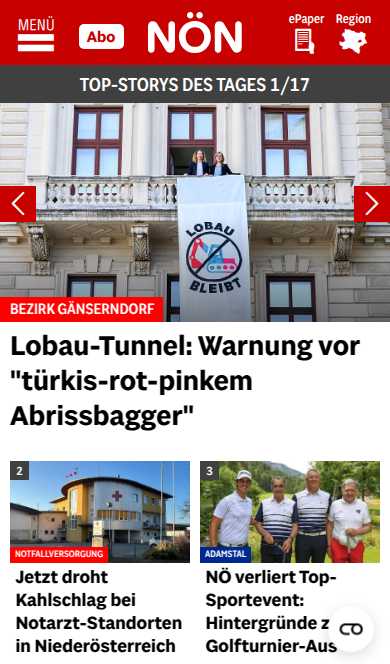 MENÜ
Abo
NÖN
ePaper
Region
TOP-STORYS DES TAGES 1/17
LOBAU
BLEIBT
BEZIRK GÄNSERNDORF
Lobau-Tunnel: Warnung vor
"türkis-rot-pinkem
Abrissbagger"
2
NOTFALLVERSORGUNG
Jetzt droht
Kahlschlag bei
Notarzt-Standorten
in Niederösterreich
3
ADAMSTAL
NÖ verliert Top-
Sportevent:
Hintergründe z
Golfturnier-Aus